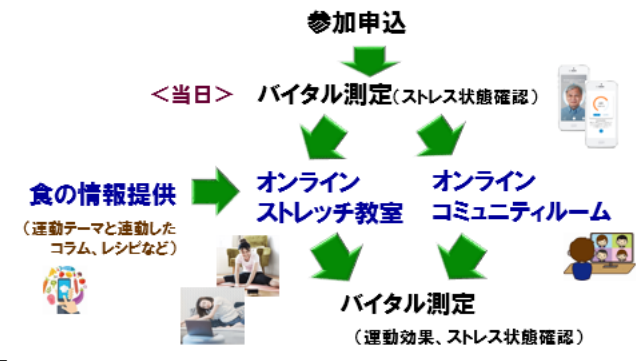 参加申込
＜当日＞ バイタル測定（ストレス状態確認）
食の情報提供
（運動テーマと連動した
コラム、レシピなど）
オンライン
ストレッチ教室
オンライン
コミュニティルーム
バイタル測定
（運動効果、ストレス状態確認）